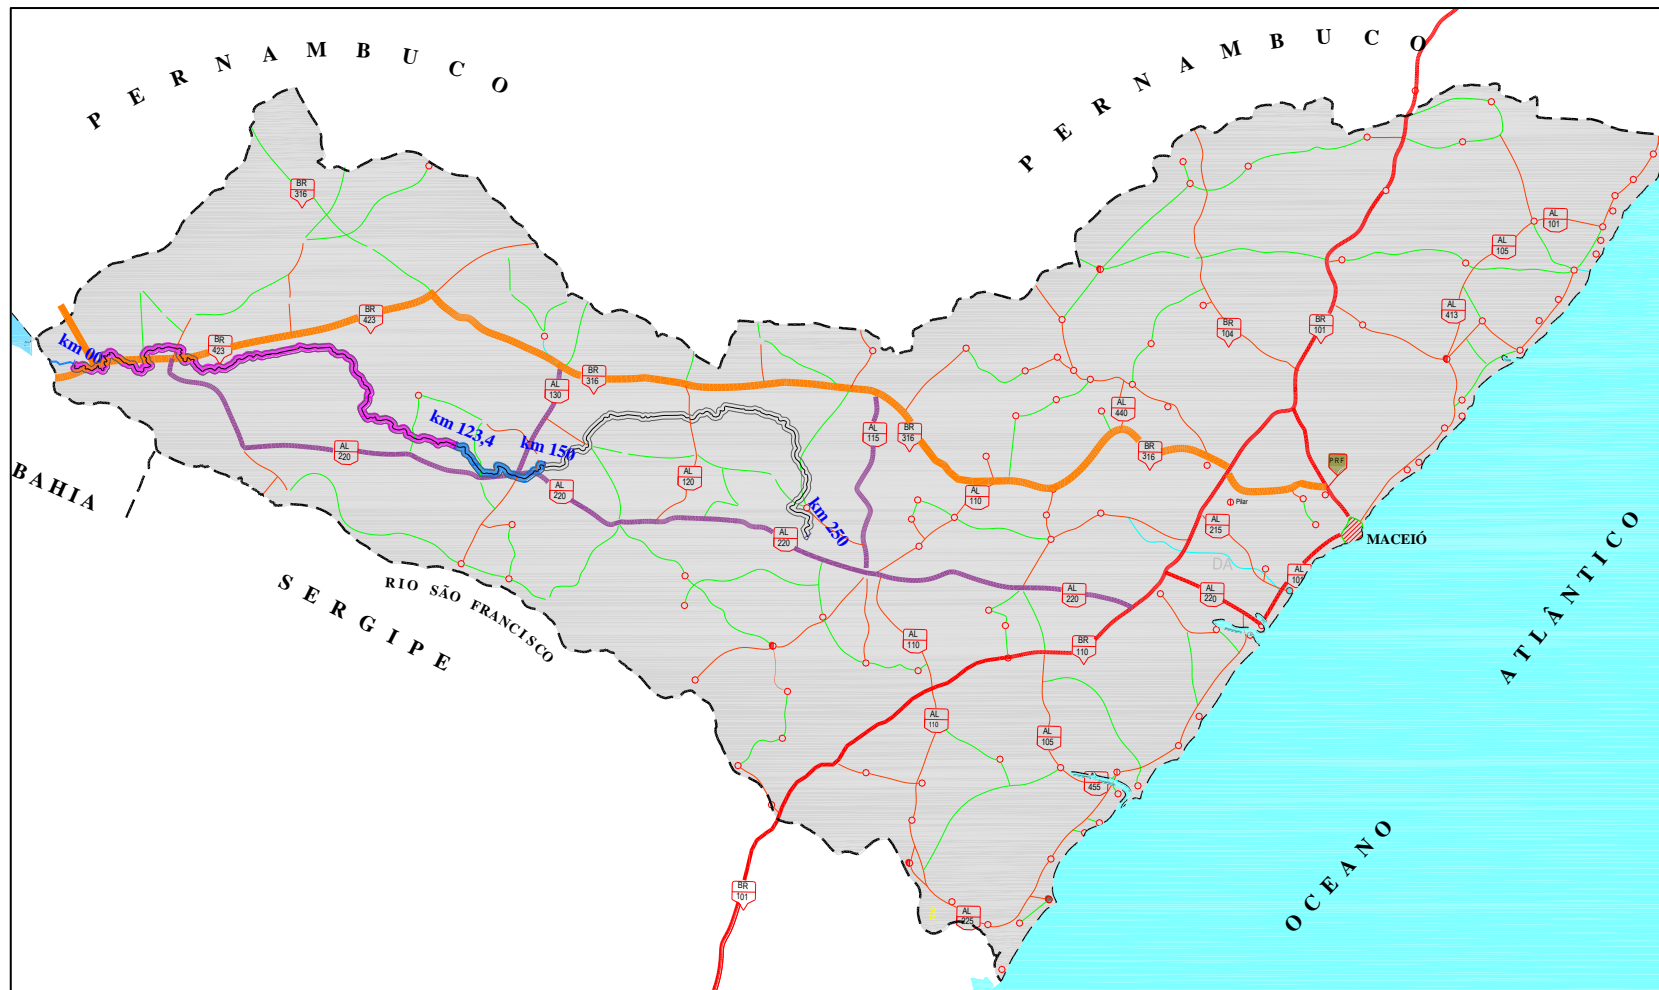 PERNAMBUCO
PERNAMBUCO
BR 316
AL 101
AL 105
BR 423
BR 423
BR 101
BR 104
AL 413
km 00
AL 130
BR 316
AL 440
km 123,4
km 150
AL 115
BR 316
BR 316
AL 220
PRF
AL 120
AL 220
AL 110
BAHIA
km 250
Pilar
AL 215
AL 220
MACEIÓ
DA
RIO SÃO FRANCISCO
SERGIPE
AL 220
AL 220
AL 110
BR 110
OCEANO ATLÂNTICO
AL 110
AL 105
455
BR 101
AL 225